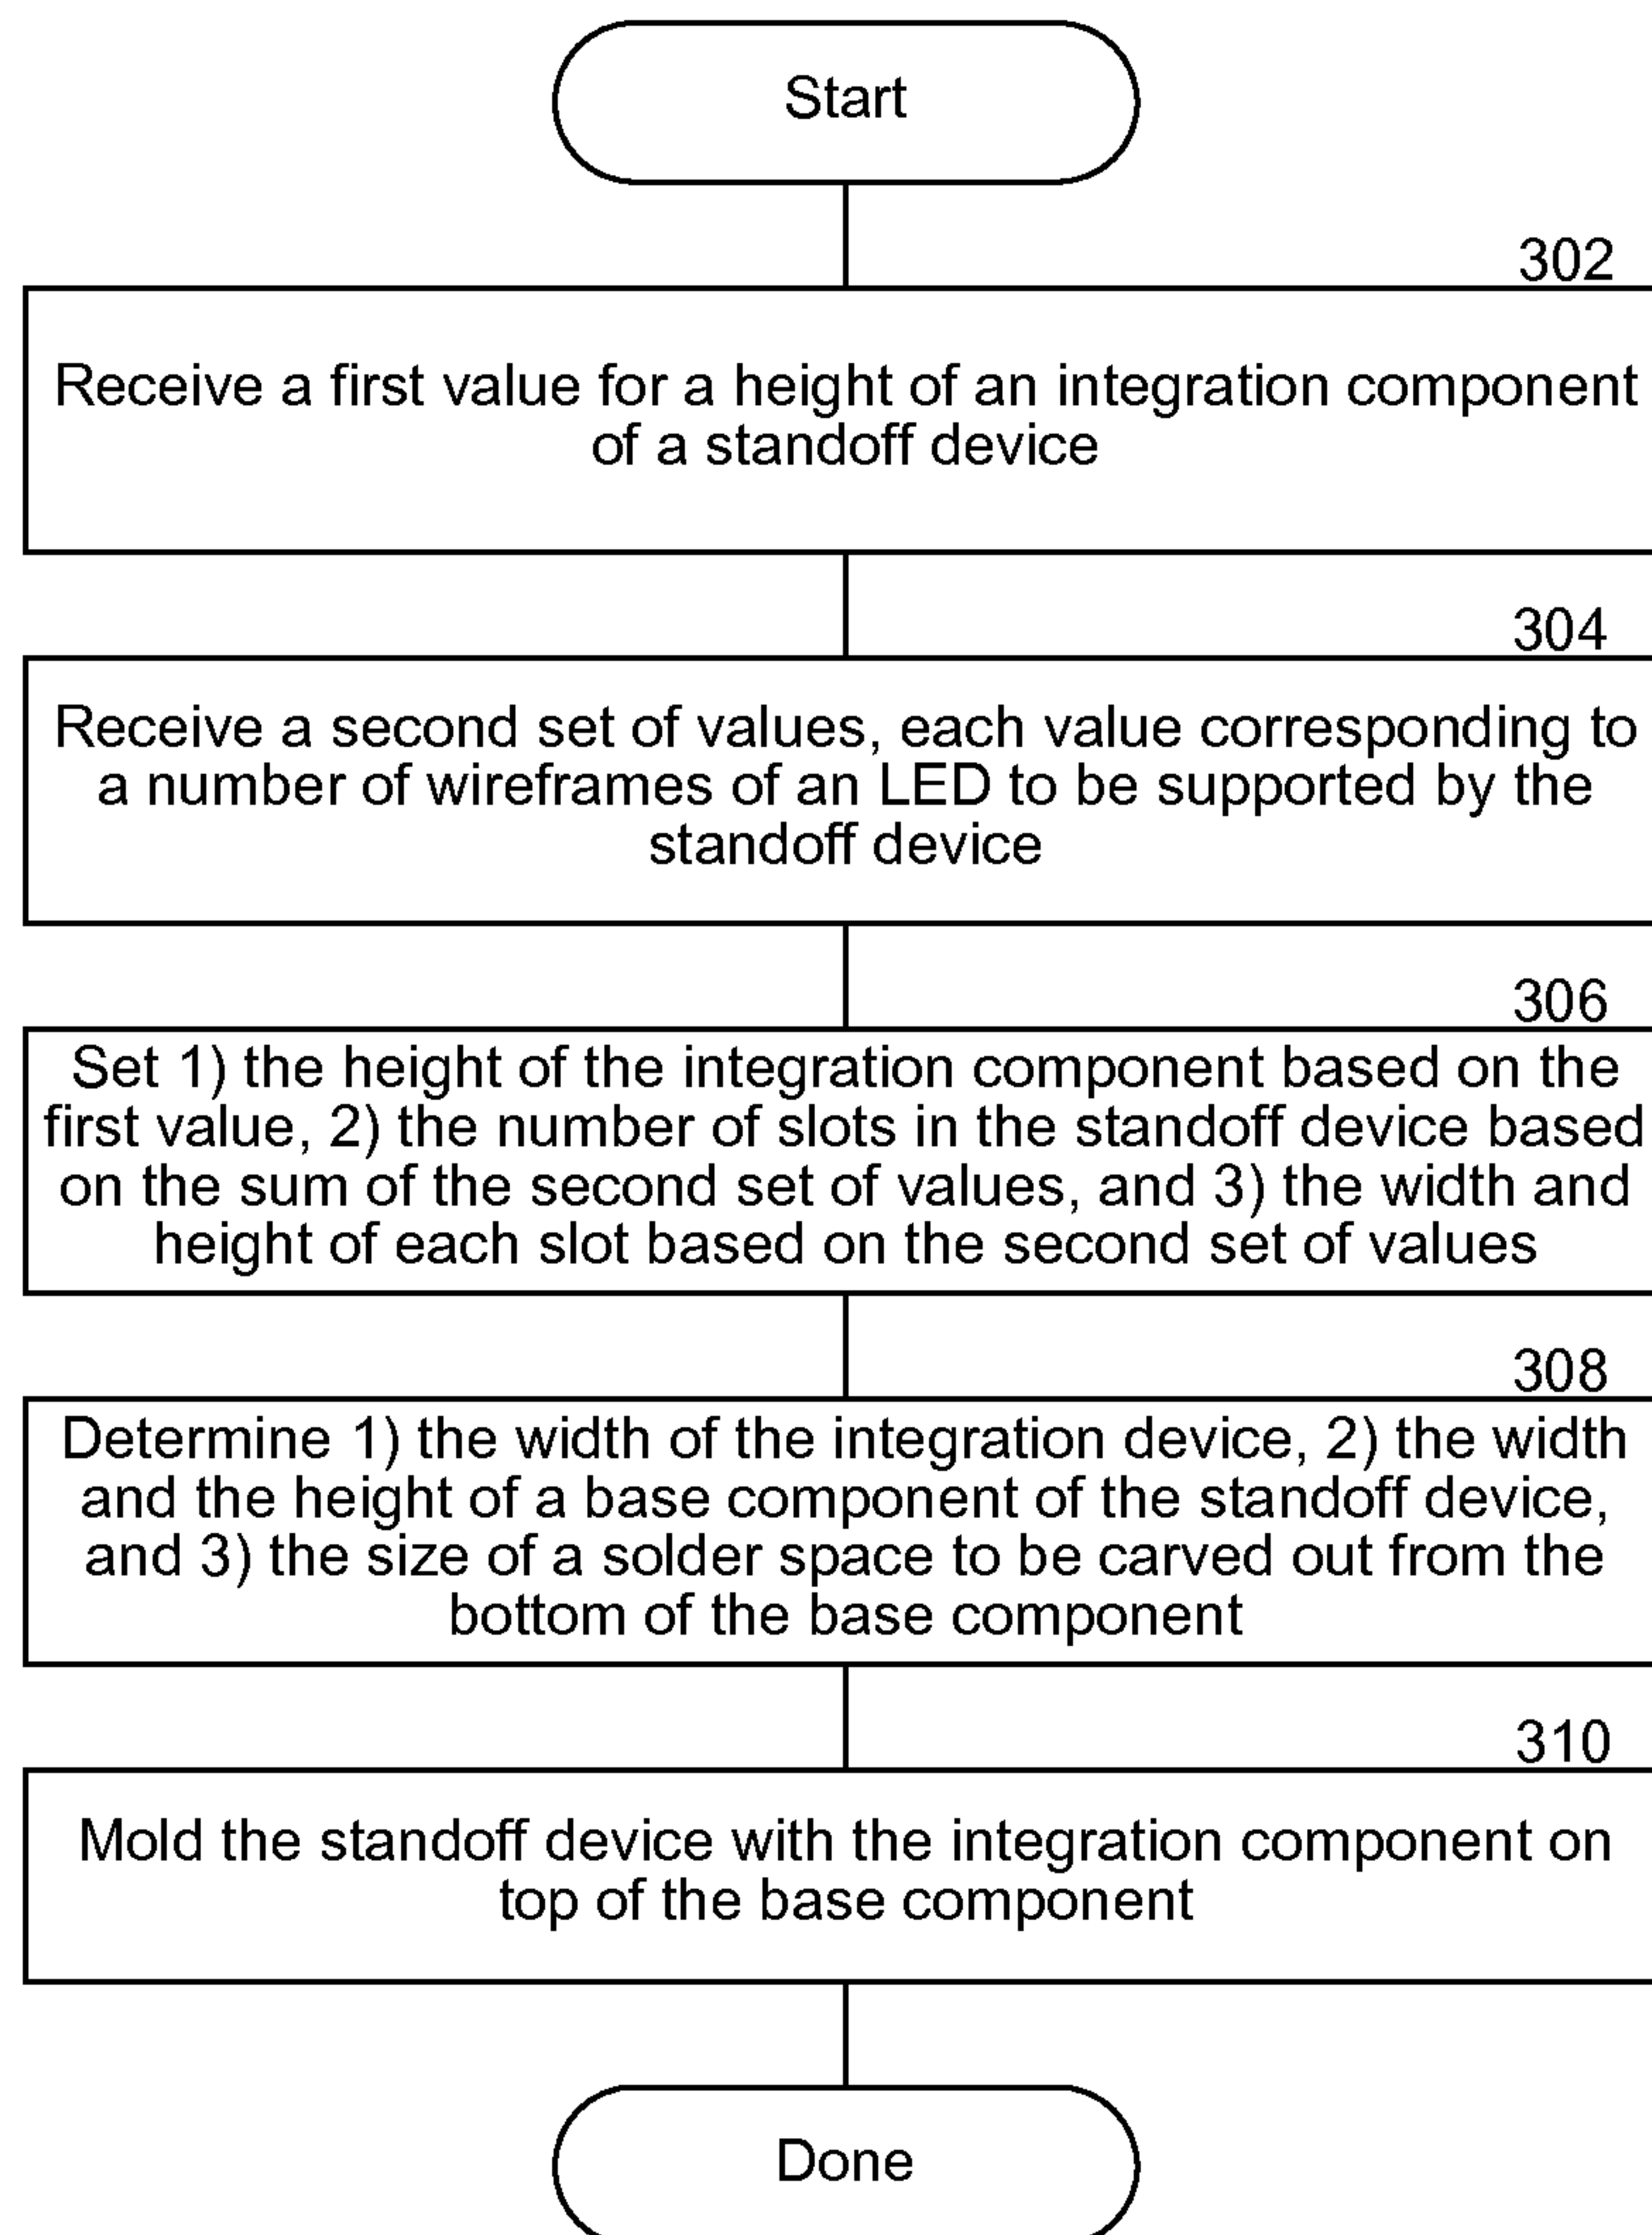 Start
302
Receive a first value for a height of an integration component
of a standoff device
304
Receive a second set of values, each value corresponding to
a number of wireframes of an LED to be supported by the
standoff device
306
Set 1) the height of the integration component based on the
first value, 2) the number of slots in the standoff device based
on the sum of the second set of values, and 3) the width and
height of each slot based on the second set of values
308
Determine 1) the width of the integration device, 2) the width
and the height of a base component of the standoff device,
and 3) the size of a solder space to be carved out from the
bottom of the base component
310
Mold the standoff device with the integration component on
top of the base component
Done